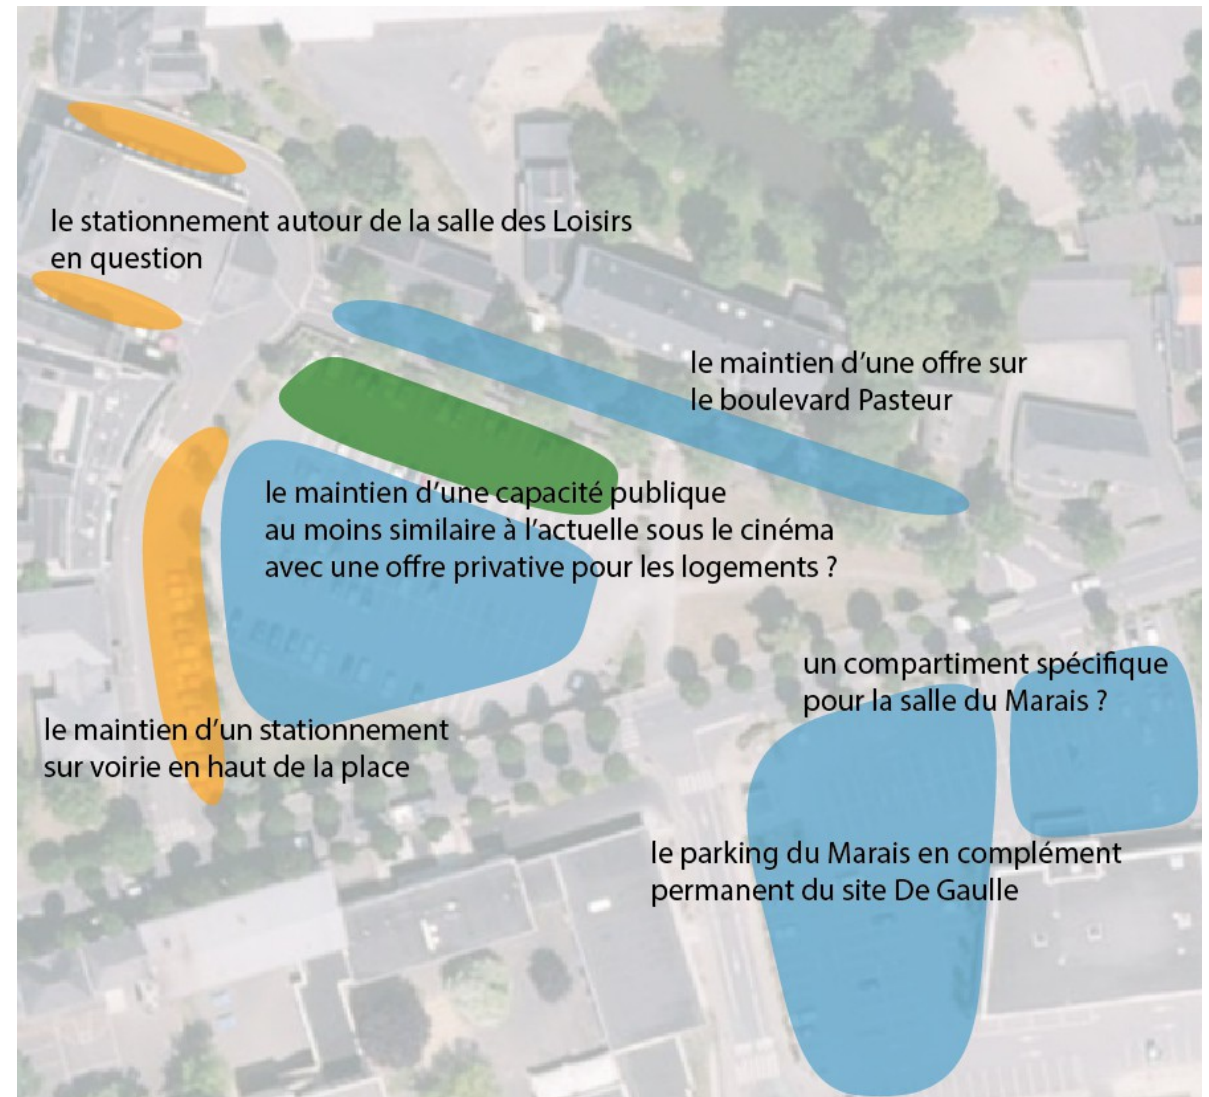 le stationnement autour de la salle des Loisirs
en question
le maintien d’une offre sur
le boulevard Pasteur
le maintien d’une capacité publique
au moins similaire à l’actuelle sous le cinéma
avec une offre privative pour les logements ?
un compartiment spécifique
pour la salle du Marais ?
le maintien d’un stationnement
sur voirie en haut de la place
le parking du Marais en complément
permanent du site De Gaulle